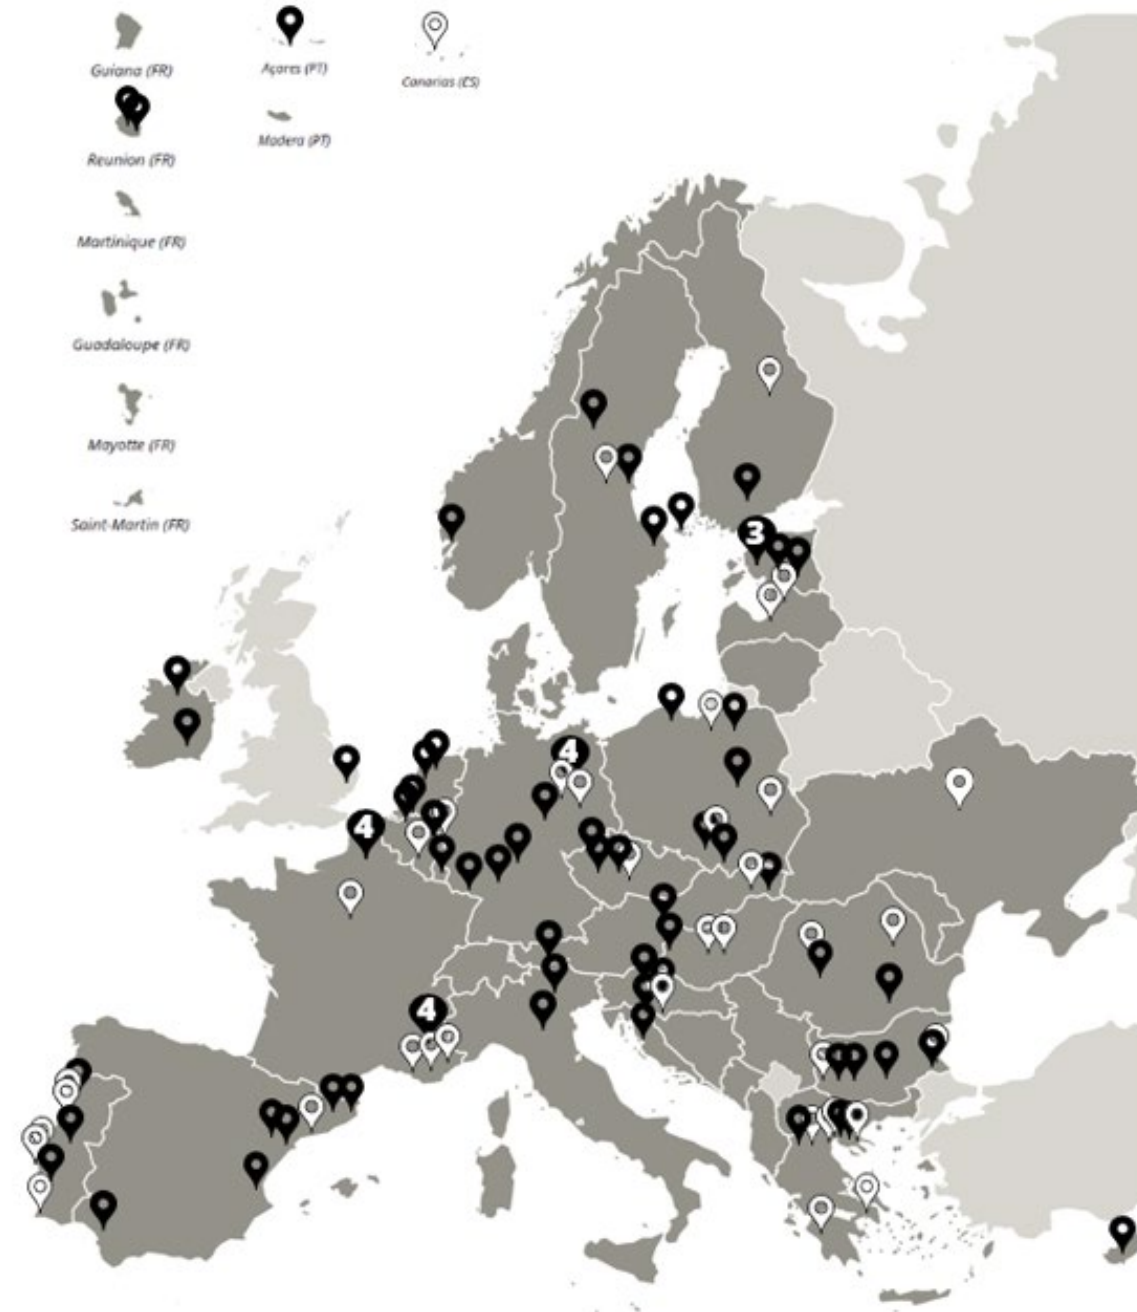 Guiana (FR)
Açores (PT)
Canarias (ES)
Reunion (FR)
Madera (PT)
Martinique (FR)
Guadaloupe (FR)
Mayotte (FR)
Saint-Martin (FR)
3
4
4
4